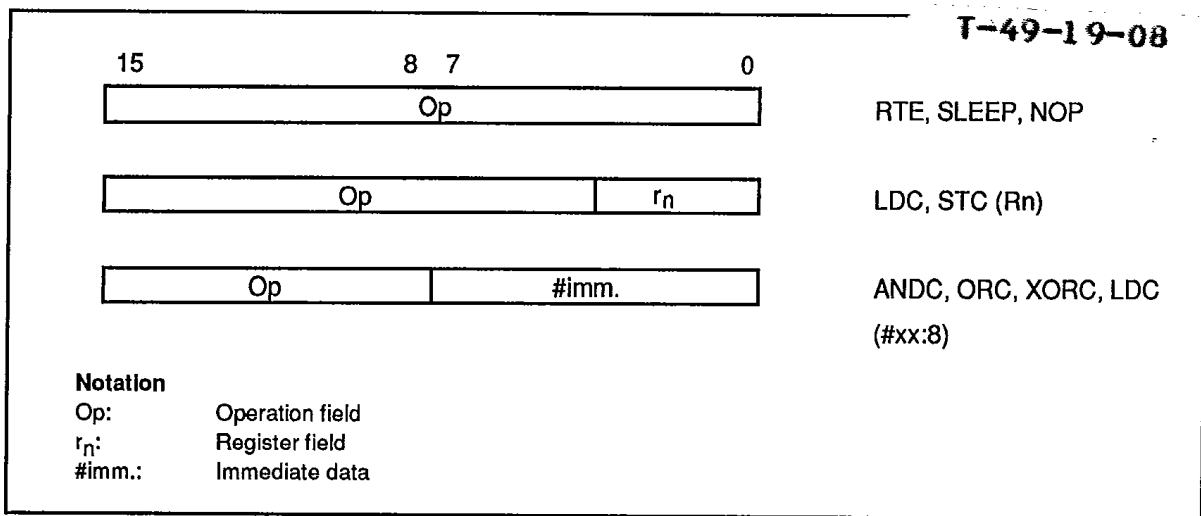 T-49-19-08
15 8 7 0
Op RTE, SLEEP, NOP
Op rn LDC, STC (Rn)
Op #imm. ANDC, ORC, XORC, LDC
(#xx:8)
Notation
Op: Operation field
rn: Register field
#imm.: Immediate data